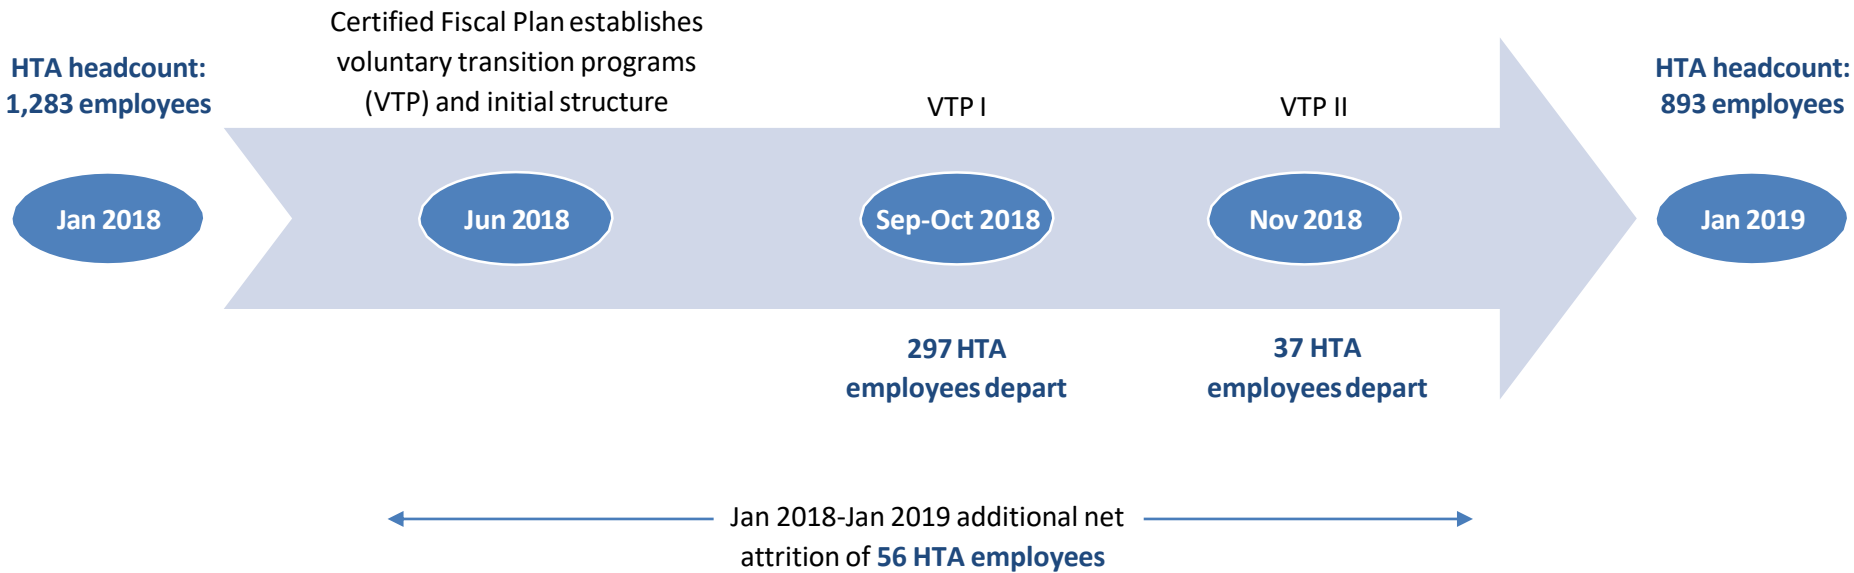 HTA headcount:
1,283 employees
Jan 2018
Certified Fiscal Plan establishes
voluntary transition programs
(VTP) and initial structure
Jun 2018
VTP I
Sep-Oct 2018
297 HTA
employees depart
VTP II
Nov 2018
37 HTA
employees depart
HTA headcount:
893 employees
Jan 2019
Jan 2018-Jan 2019 additional net
attrition of 56 HTA employees